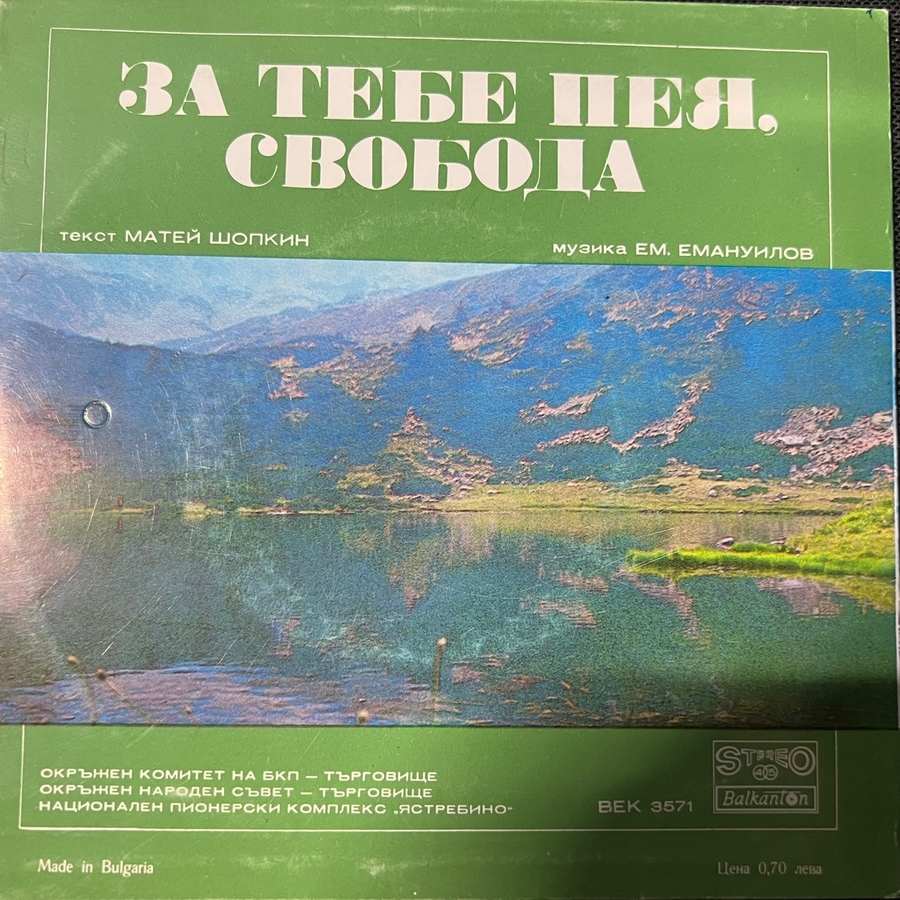 ЗА ТЕБЕ ПЕЯ,
СВОБОДА
текст МАТЕЙ ШОПКИН
музика ЕМ. ЕМАНУИЛОВ
ОКРЪЖЕН КОМИТЕТ НА БКП – ТЪРГОВИЩЕ
ОКРЪЖЕН НАРОДЕН СЪВЕТ – ТЪРГОВИЩЕ
НАЦИОНАЛЕН ПИОНЕРСКИ КОМПЛЕКС „ЯСТРЕБИНО"
ВЕК 3571
STEREO
45
Balkanton
Made in Bulgaria
Цена 0,70 лева